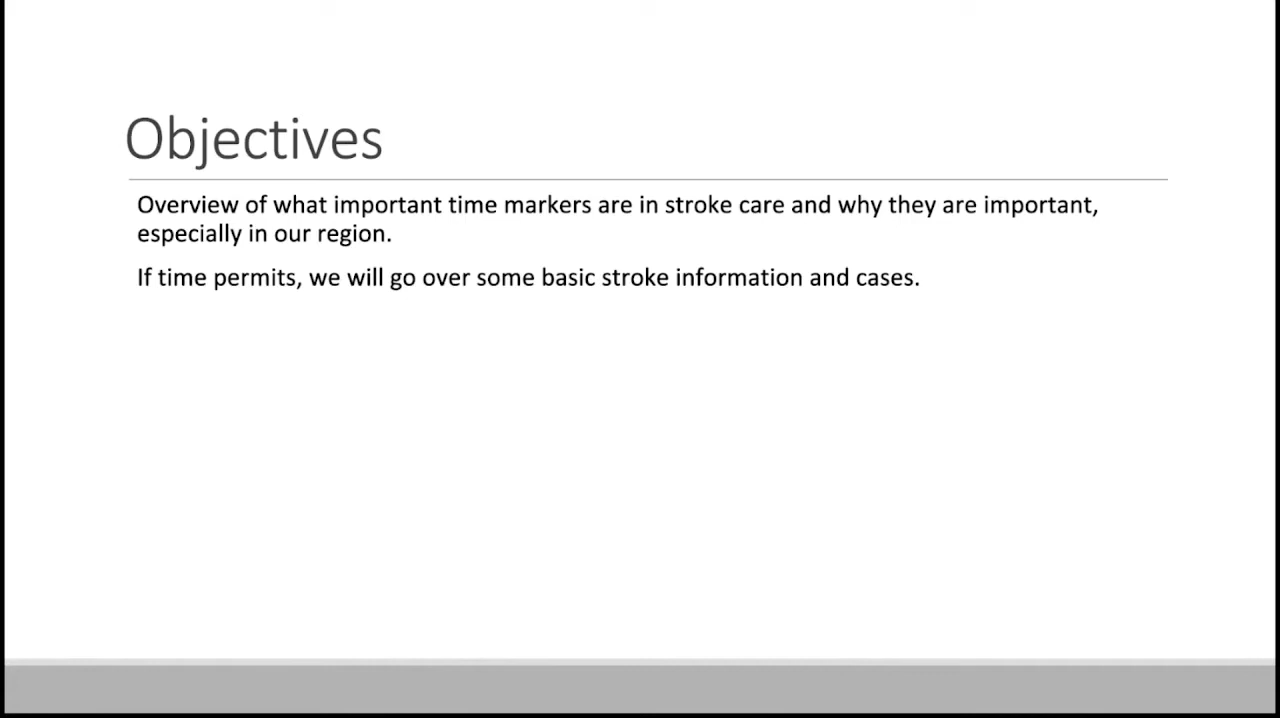 Objectives
Overview of what important time markers are in stroke care and why they are important,
especially in our region.
If time permits, we will go over some basic stroke information and cases.